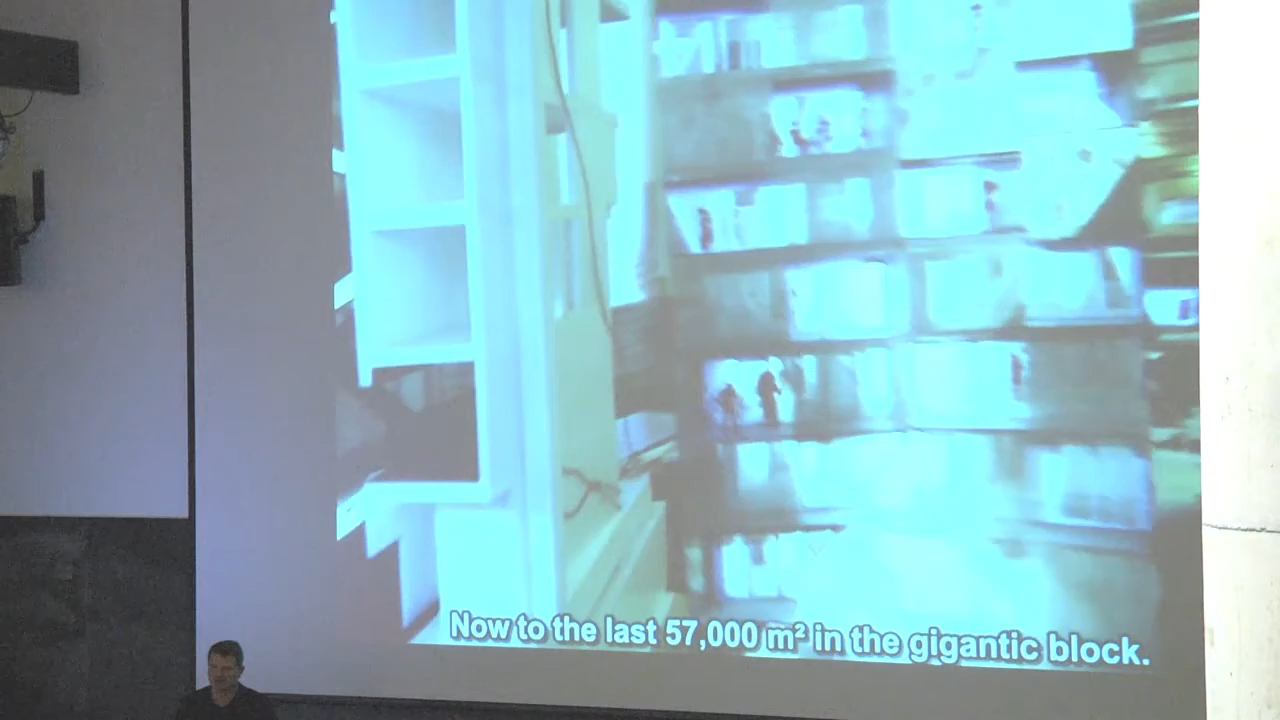 Now to the last 57,000 m² in the gigantic block.